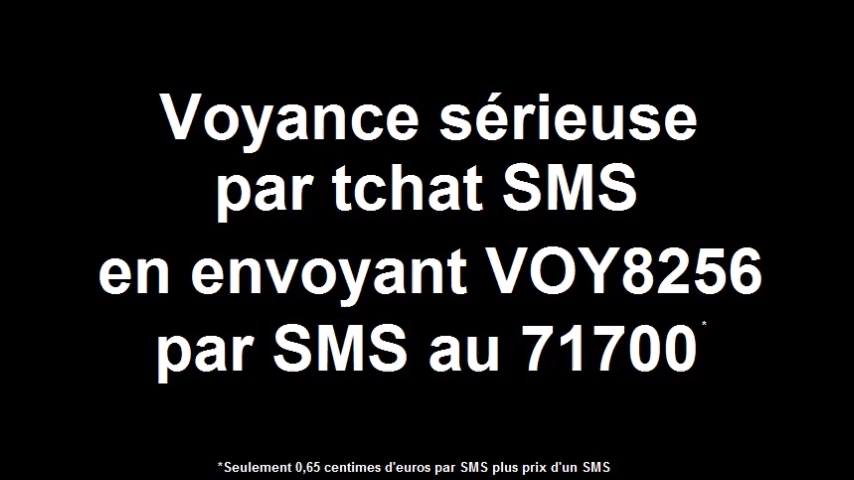 Voyance sérieuse
par tchat SMS
en envoyant VOY8256
par SMS au 71700*
*Seulement 0,65 centimes d'euros par SMS plus prix d'un SMS